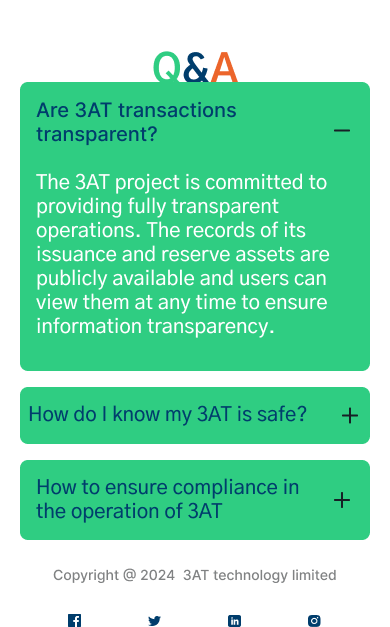 Q&A
Are 3AT transactions
transparent?
The 3AT project is committed to
providing fully transparent
operations. The records of its
issuance and reserve assets are
publicly available and users can
view them at any time to ensure
information transparency.
How do I know my 3AT is safe?
How to ensure compliance in
the operation of 3AT
Copyright @ 2024  3AT technology limited